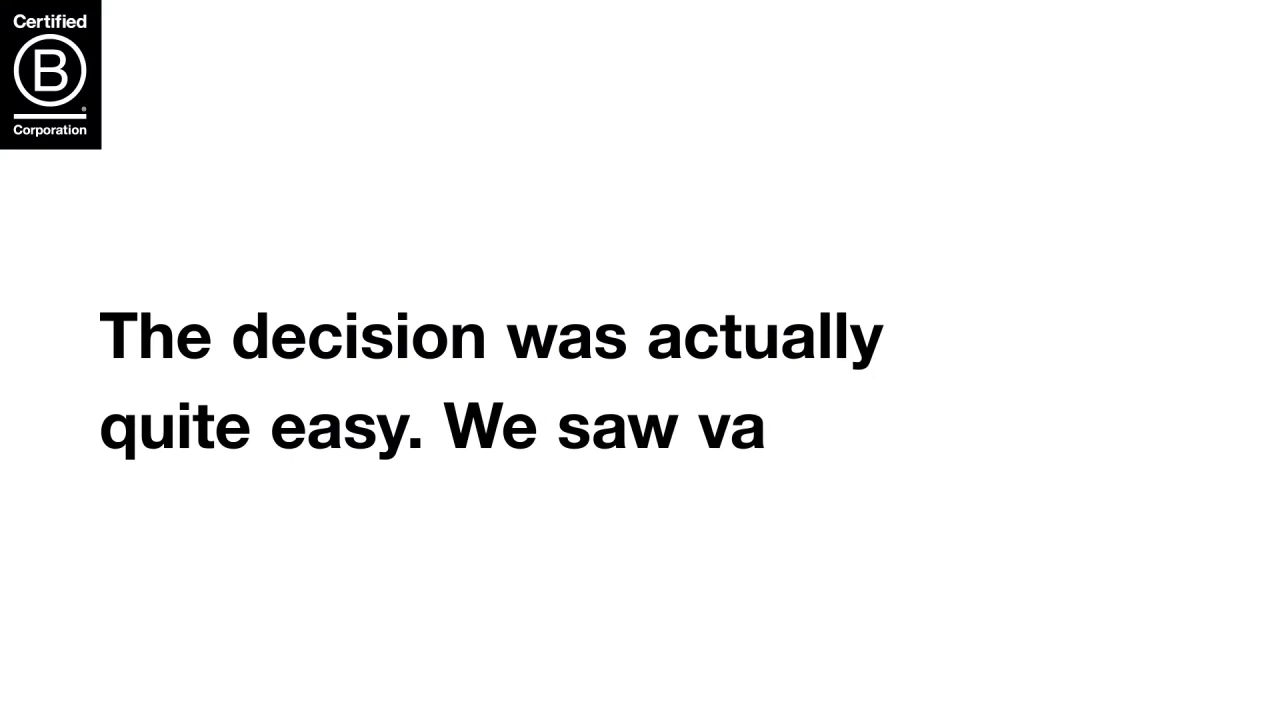 Certified
B
®
Corporation
The decision was actually
quite easy. We saw va